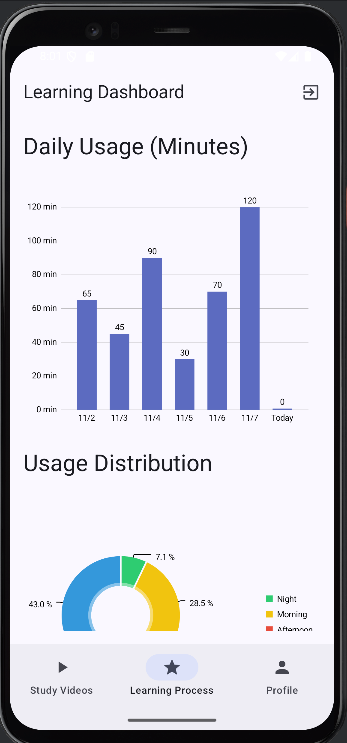 Learning Dashboard
Daily Usage (Minutes)
120 min
100 min
80 min
60 min
40 min
20 min
0 min
65
45
90
30
70
120
0
11/2
11/3
11/4
11/5
11/6
11/7
Today
Usage Distribution
7.1 %
43.0 %
28.5 %
Night
Morning
Afternoon
Study Videos
Learning Process
Profile